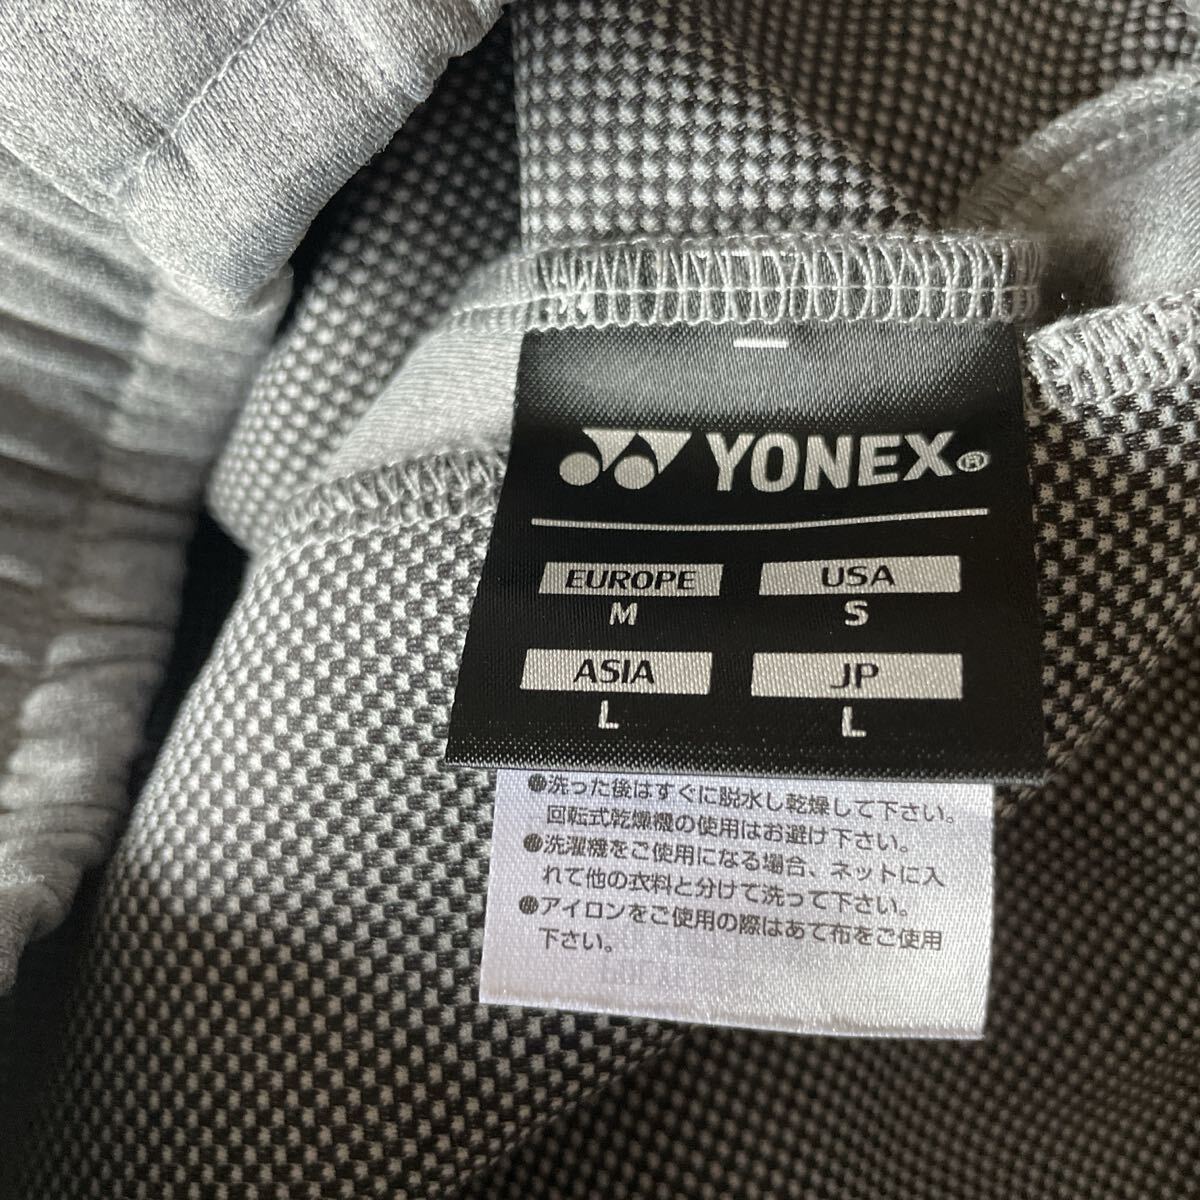 YONEX®
EUROPE USA
M S
ASIA JP
L L
●洗った後はすぐに脱水し乾燥して下さい。
回転式乾燥機の使用はお避け下さい。
●洗濯機をご使用になる場合、ネットに入
れて他の衣料と分けて洗って下さい。
●アイロンをご使用の際はあて布をご使用
下さい。